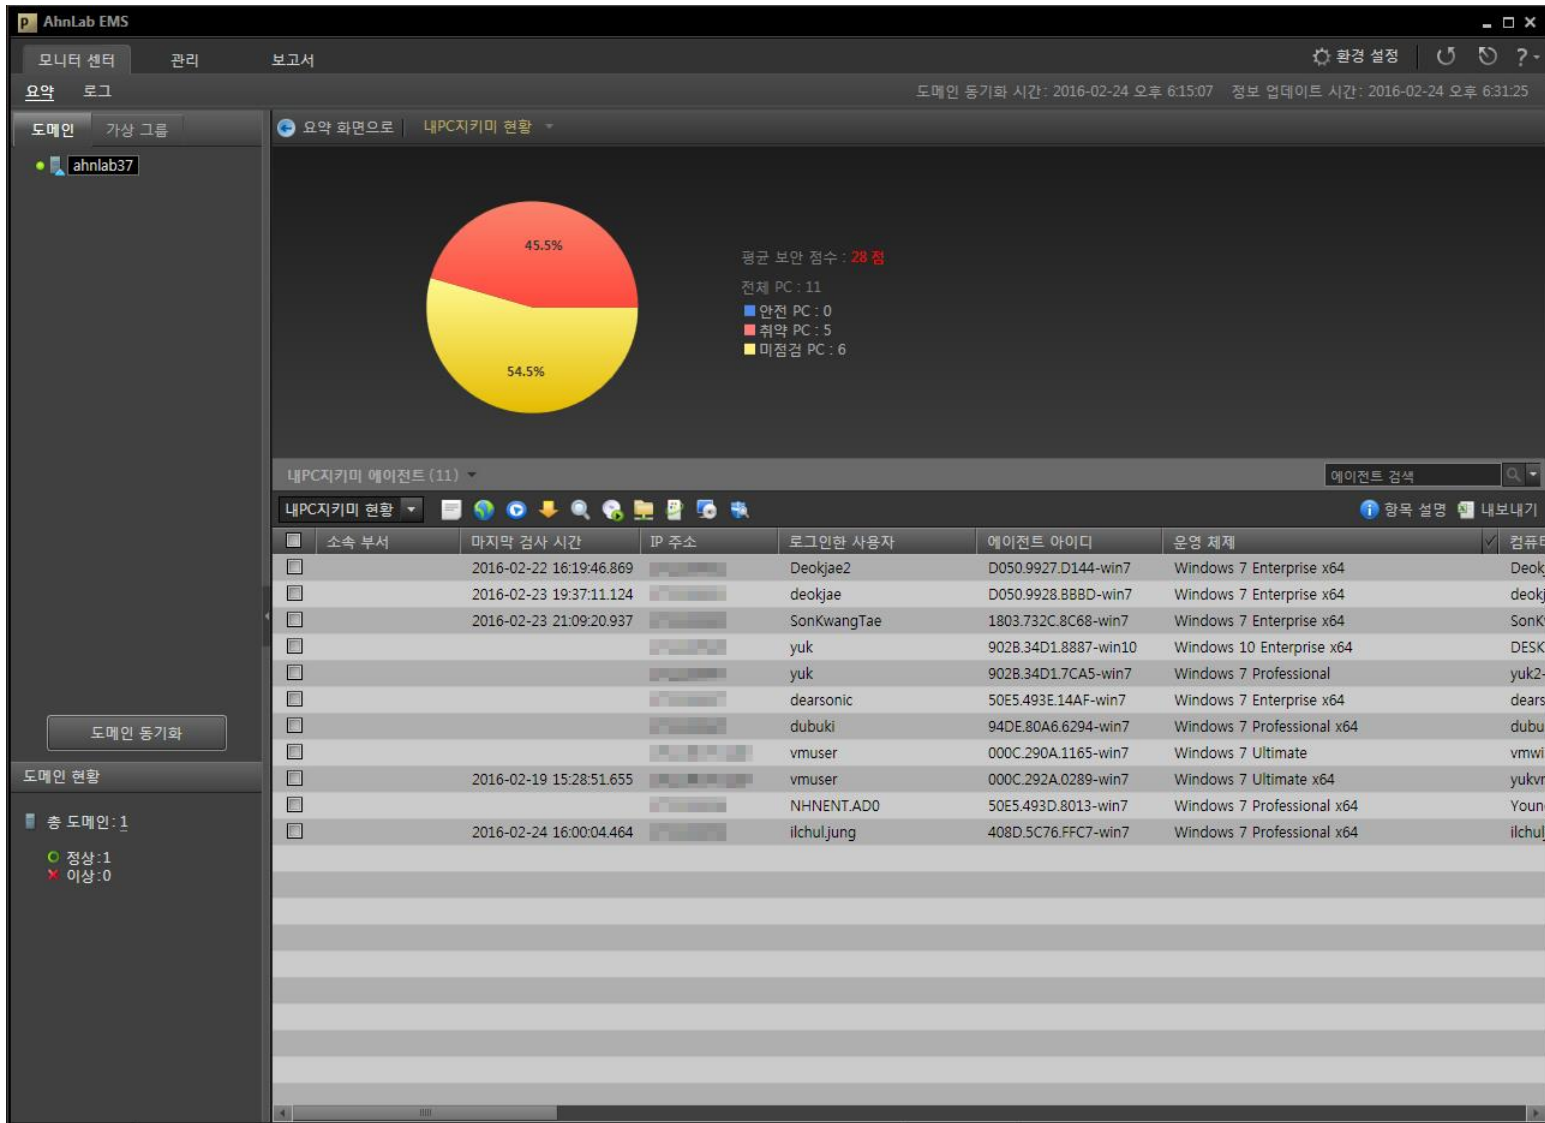 AhnLab EMS
모니터 센터 관리 보고서 환경 설정 ?
요약 로그 도메인 동기화 시간: 2016-02-24 오후 6:15:07 정보 업데이트 시간: 2016-02-24 오후 6:31:25
도메인 가상 그룹 요약 화면으로 내PC지키미 현황
ahnlab37
45.5%
54.5%
평균 보안 점수 : 28 점
전체 PC : 11
안전 PC : 0
취약 PC : 5
미점검 PC : 6
내PC지키미 에이전트 (11) 에이전트 검색
내PC지키미 현황 항목 설명 내보내기
소속 부서 마지막 검사 시간 IP 주소 로그인한 사용자 에이전트 아이디 운영 체제 컴퓨터
2016-02-22 16:19:46.869 Deokjae2 D050.9927.D144-win7 Windows 7 Enterprise x64 Deokj
2016-02-23 19:37:11.124 deokjae D050.9928.BBBD-win7 Windows 7 Enterprise x64 deokj
2016-02-23 21:09:20.937 SonKwangTae 1803.732C.8C68-win7 Windows 7 Enterprise x64 SonK
yuk 902B.34D1.8887-win10 Windows 10 Enterprise x64 DESK
yuk 902B.34D1.7CA5-win7 Windows 7 Professional yuk2-
dearsonic 50E5.493E.14AF-win7 Windows 7 Enterprise x64 dears
dubuki 94DE.80A6.6294-win7 Windows 7 Professional x64 dubu
vmuser 000C.290A.1165-win7 Windows 7 Ultimate vmwi
2016-02-19 15:28:51.655 vmuser 000C.292A.0289-win7 Windows 7 Ultimate x64 yukvr
NHNENT.AD0 50E5.493D.8013-win7 Windows 7 Professional x64 Youn
2016-02-24 16:00:04.464 ilchul.jung 408D.5C76.FFC7-win7 Windows 7 Professional x64 ilchul
도메인 동기화
도메인 현황
총 도메인: 1
정상:1
이상:0